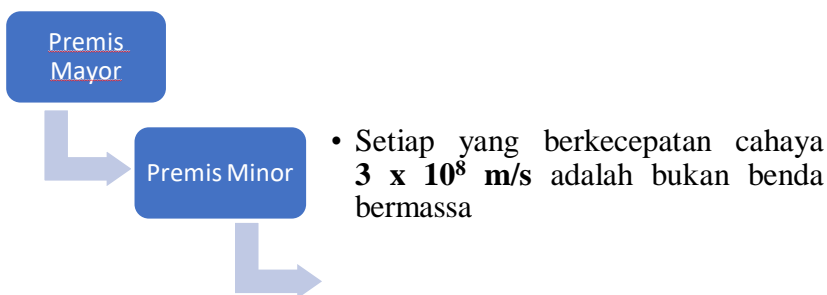 Premis
Mayor
Premis Minor
• Setiap yang berkecepatan cahaya
3 x 10⁸ m/s adalah bukan benda
bermassa